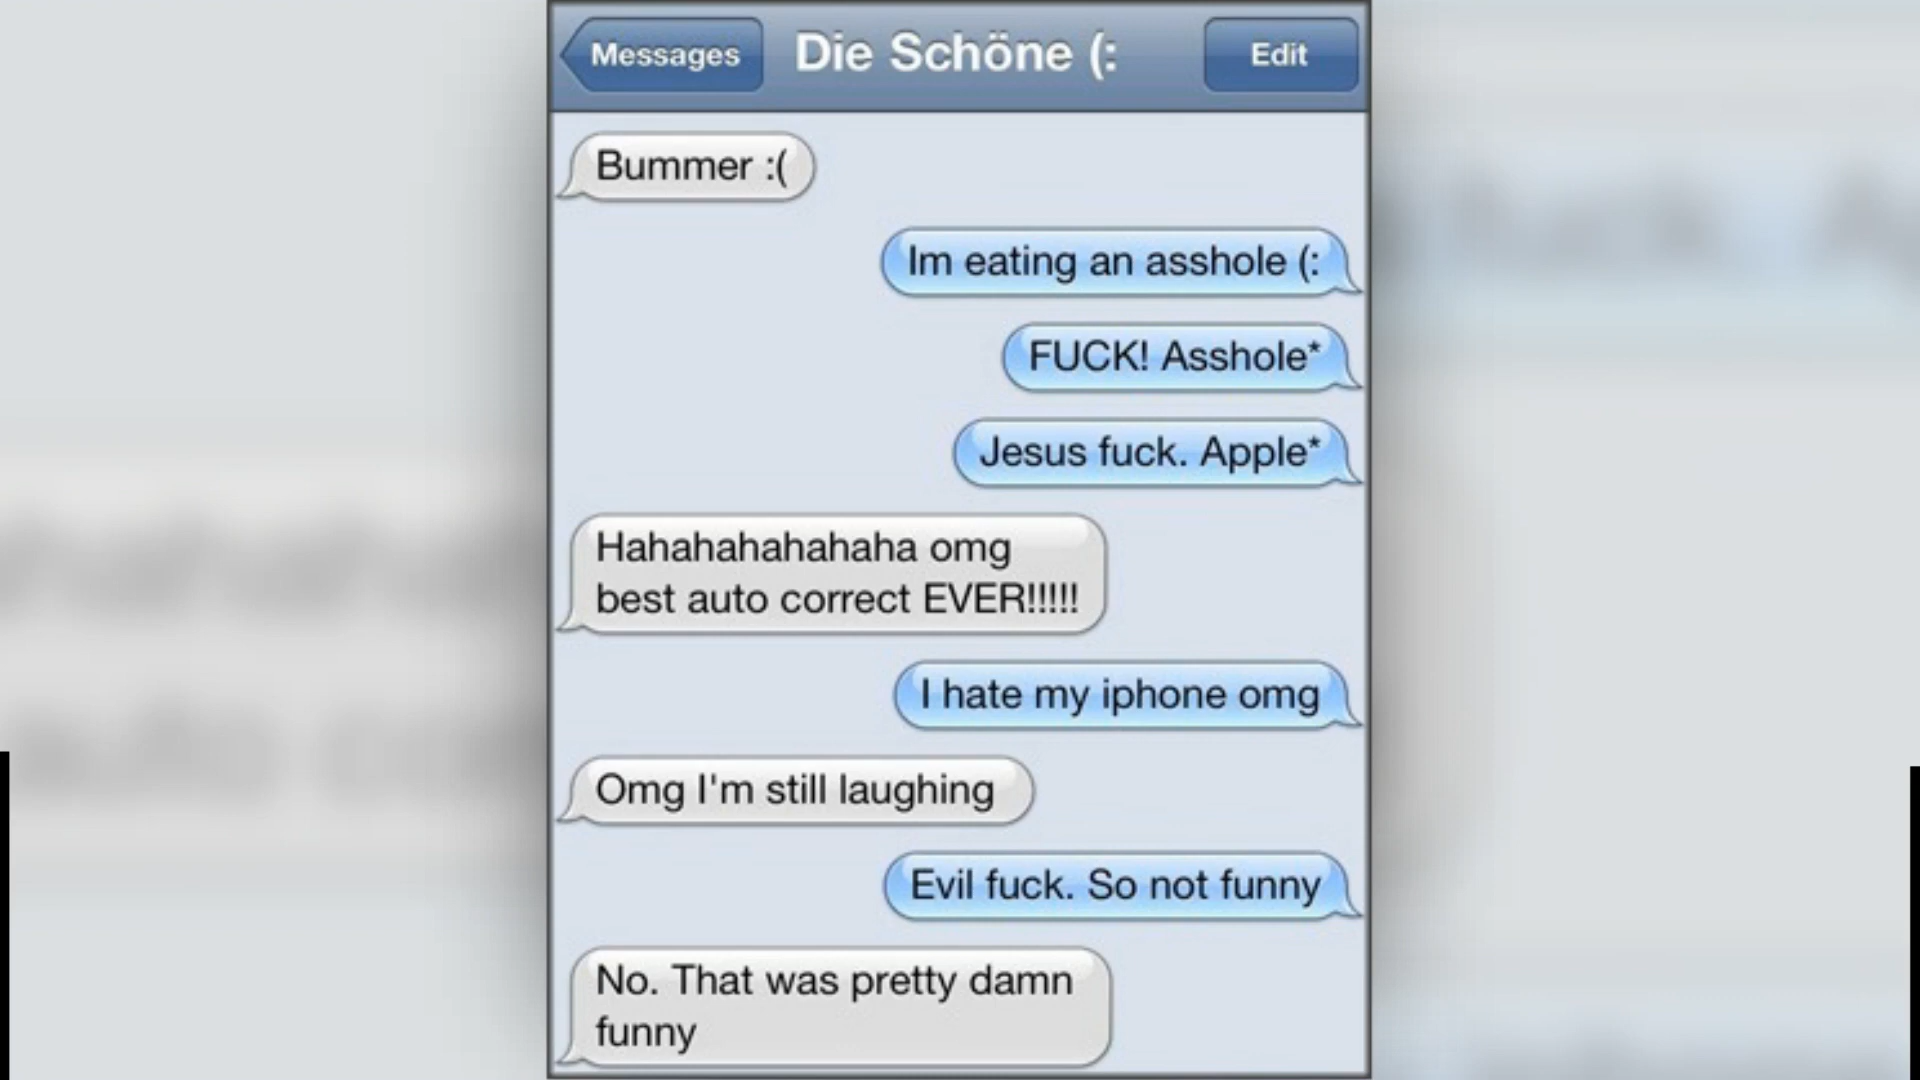 Messages
Die Schöne (:
Edit
Bummer :(
Im eating an asshole (:
FUCK! Asshole*
Jesus fuck. Apple*
Hahahahahahaha omg
best auto correct EVER!!!!!
I hate my iphone omg
Omg I'm still laughing
Evil fuck. So not funny
No. That was pretty damn
funny